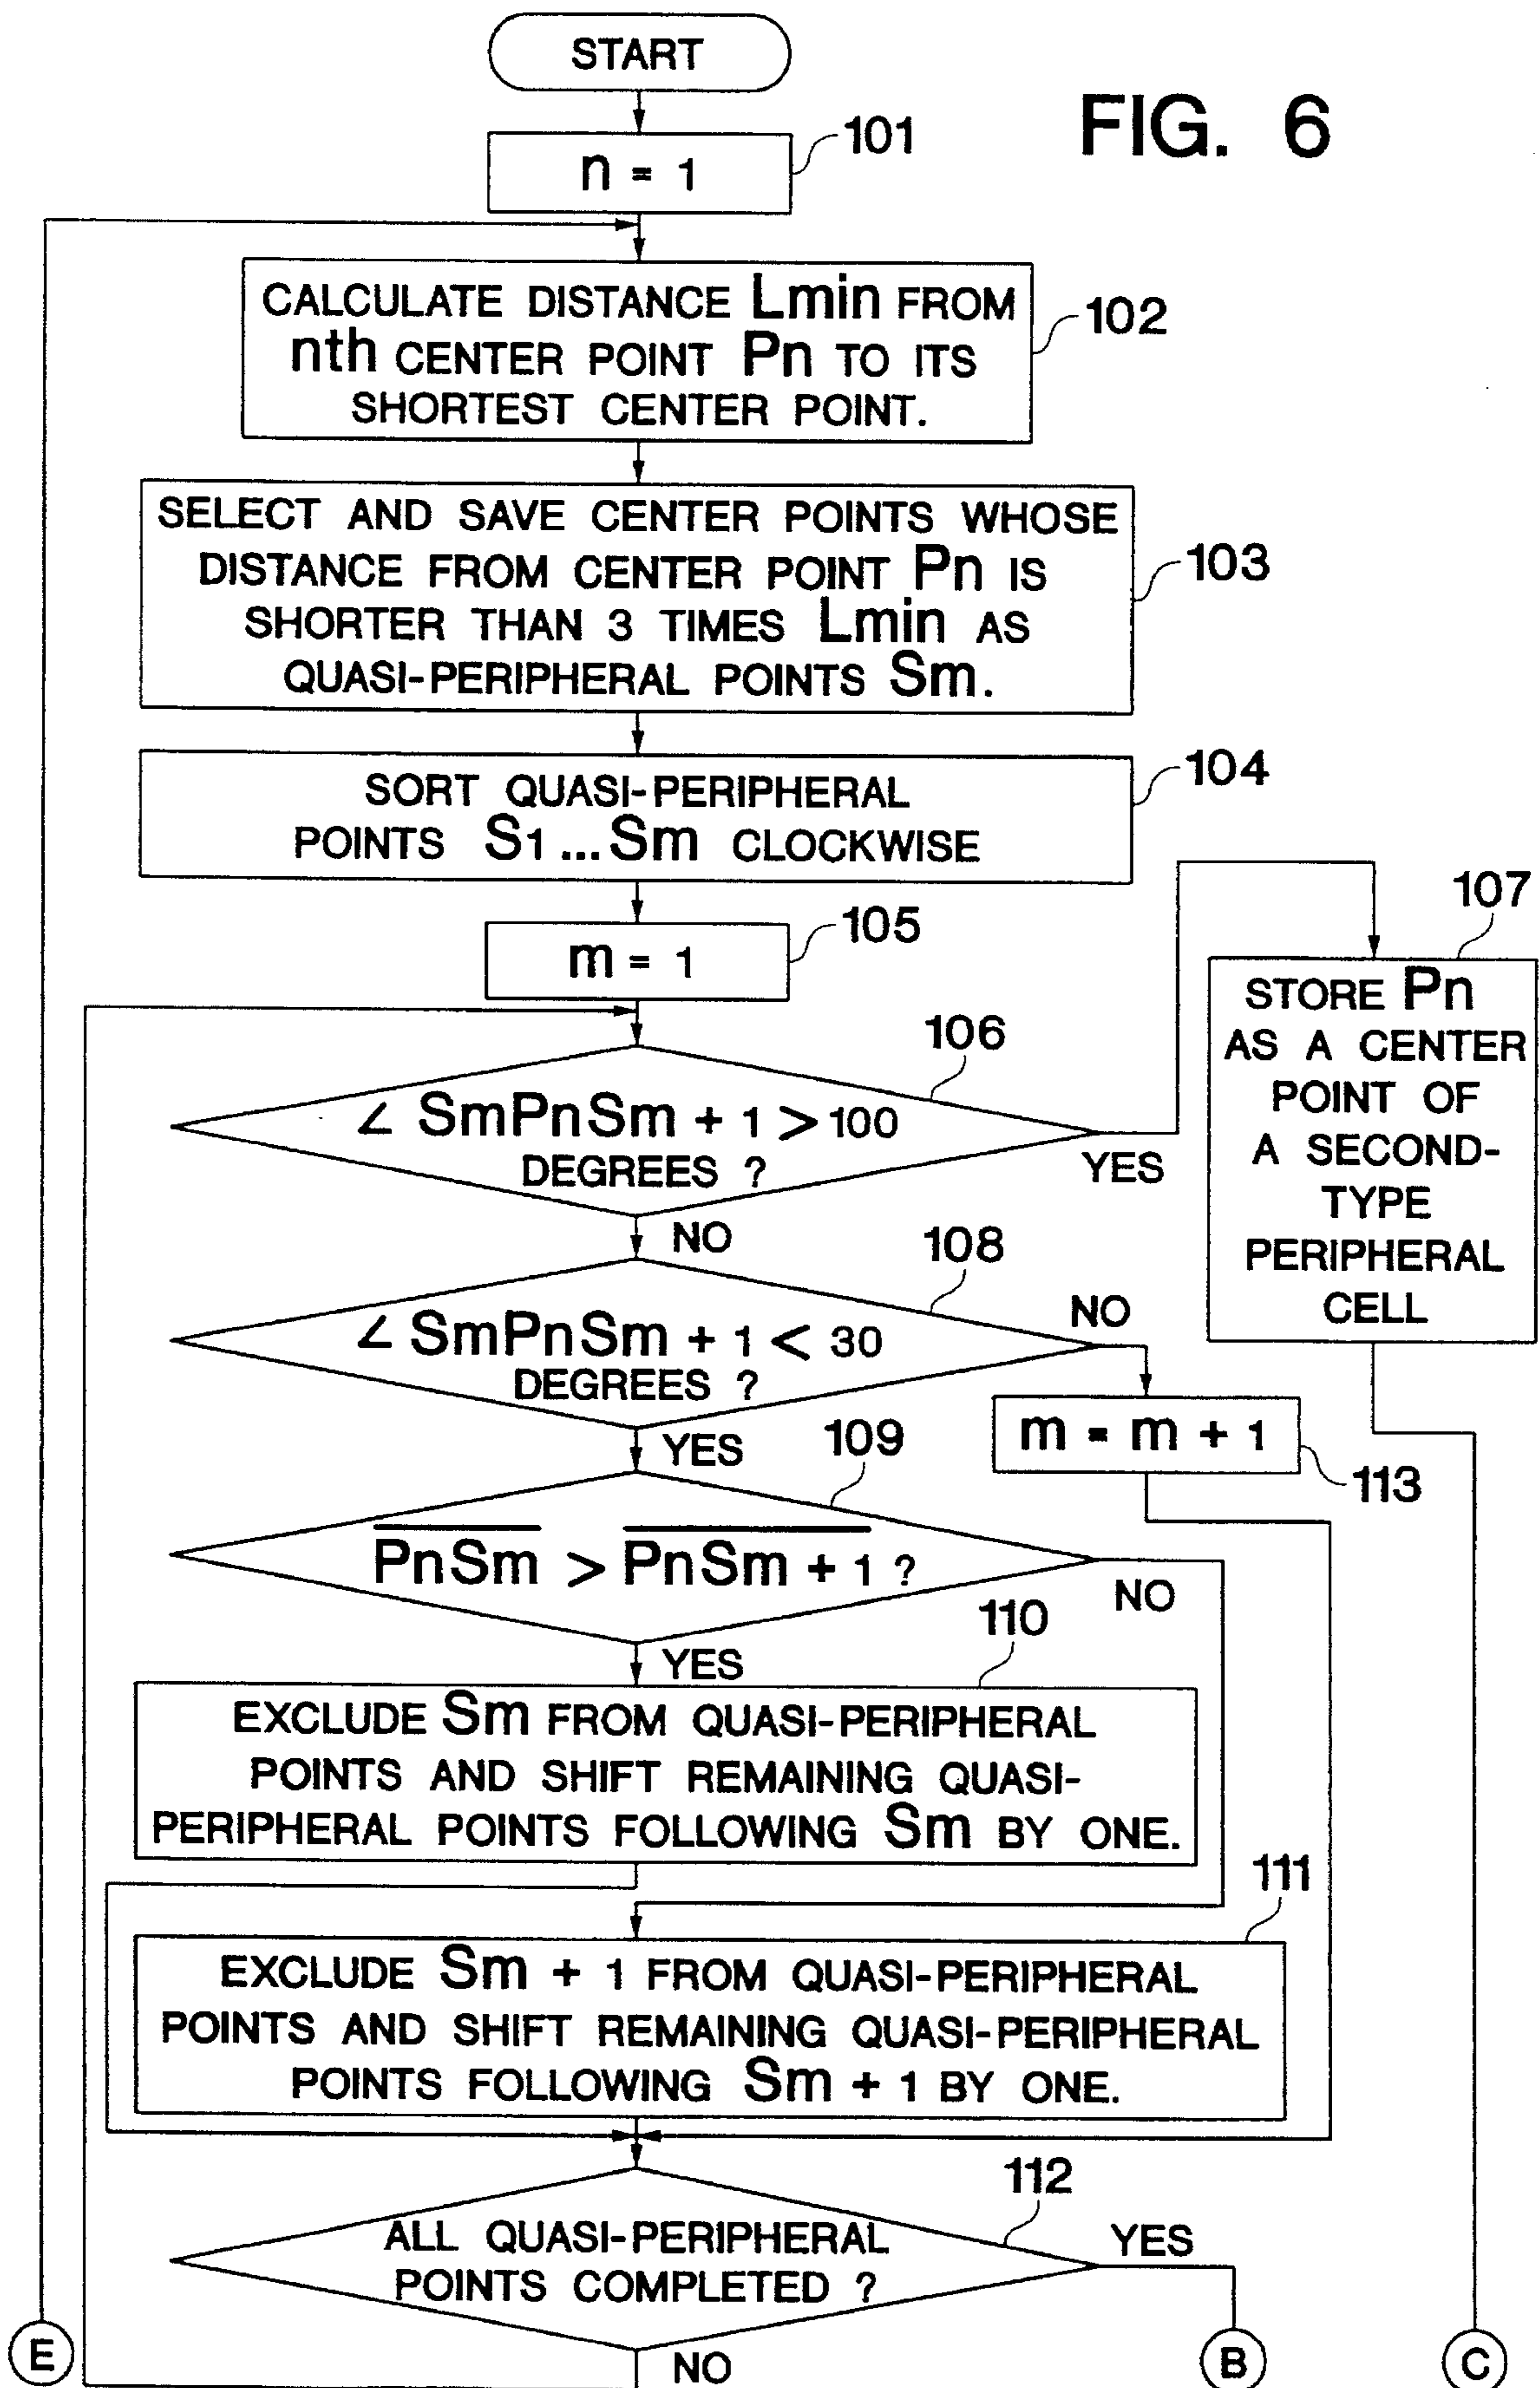 START
FIG. 6
101
n = 1
CALCULATE DISTANCE Lmin FROM
nth CENTER POINT Pn TO ITS
SHORTEST CENTER POINT.
102
SELECT AND SAVE CENTER POINTS WHOSE
DISTANCE FROM CENTER POINT Pn IS
SHORTER THAN 3 TIMES Lmin AS
QUASI-PERIPHERAL POINTS Sm.
103
SORT QUASI-PERIPHERAL
POINTS S1 ... Sm CLOCKWISE
104
m = 1
105
107
STORE Pn
AS A CENTER
POINT OF
A SECOND-
TYPE
PERIPHERAL
CELL
106
∠ SmPnSm + 1 > 100
DEGREES ?
YES
NO
108
∠ SmPnSm + 1 < 30
DEGREES ?
NO
YES
m = m + 1
113
109
P̅n̅S̅m̅ > P̅n̅S̅m̅ ̅+̅ ̅1̅ ?
NO
YES
110
EXCLUDE Sm FROM QUASI-PERIPHERAL
POINTS AND SHIFT REMAINING QUASI-
PERIPHERAL POINTS FOLLOWING Sm BY ONE.
111
EXCLUDE Sm + 1 FROM QUASI-PERIPHERAL
POINTS AND SHIFT REMAINING QUASI-PERIPHERAL
POINTS FOLLOWING Sm + 1 BY ONE.
112
ALL QUASI-PERIPHERAL
POINTS COMPLETED ?
YES
NO
E
B
C